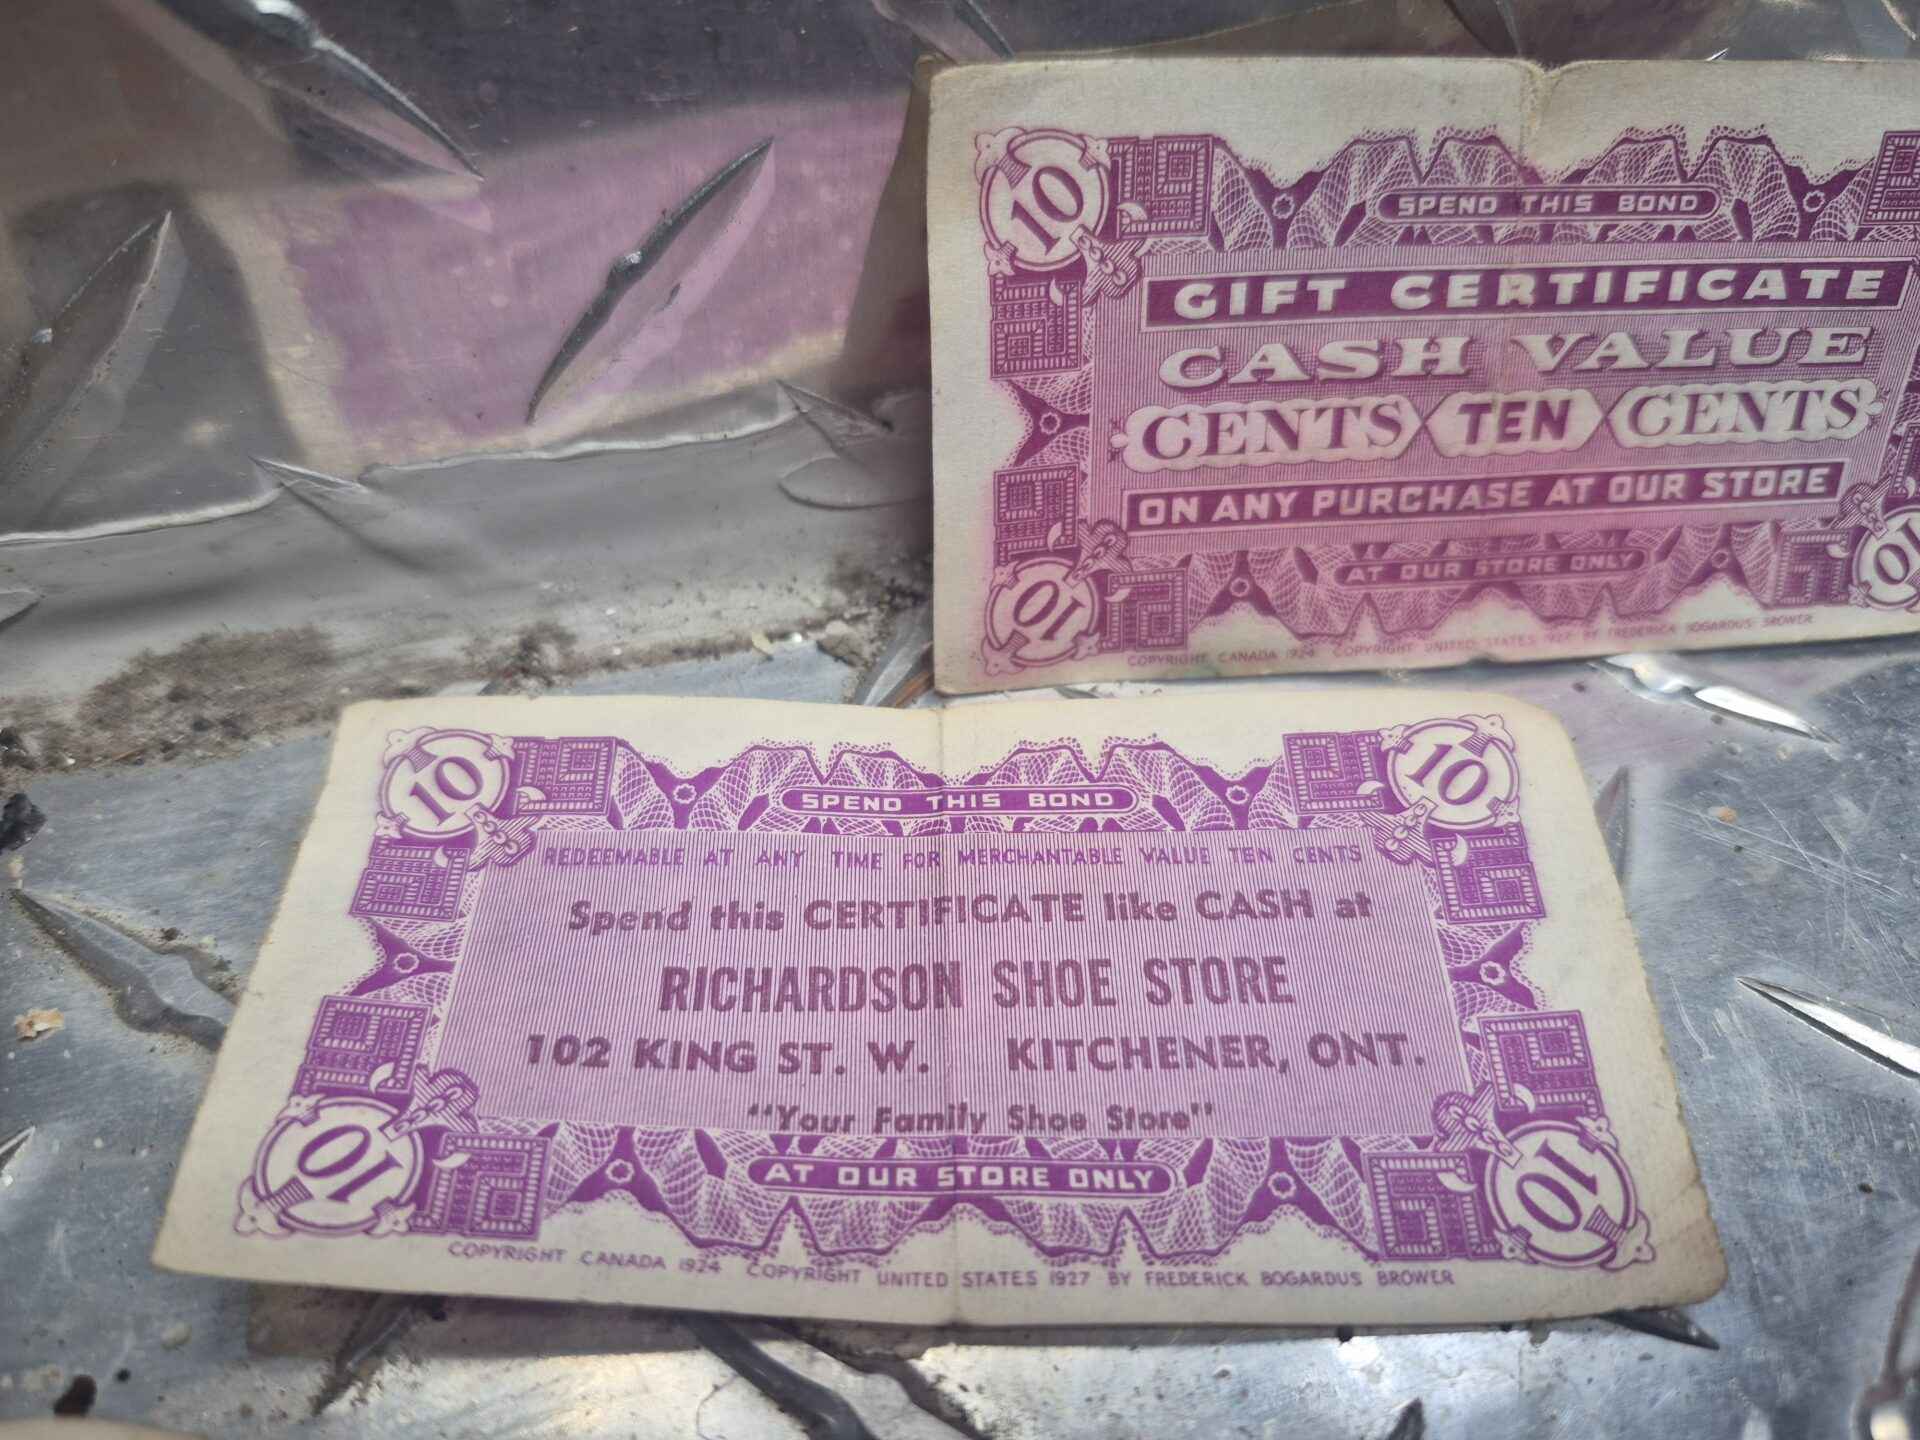 10
SPEND THIS BOND
GIFT CERTIFICATE
CASH VALUE
CENTS TEN CENTS
ON ANY PURCHASE AT OUR STORE
AT OUR STORE ONLY
10 10
COPYRIGHT CANADA 1924 COPYRIGHT UNITED STATES 1927 BY FREDERICK BOGARDUS BROWER
10 SPEND THIS BOND 10
REDEEMABLE AT ANY TIME FOR MERCHANTABLE VALUE TEN CENTS
Spend this CERTIFICATE like CASH at
RICHARDSON SHOE STORE
102 KING ST. W. KITCHENER, ONT.
"Your Family Shoe Store"
10 AT OUR STORE ONLY 10
COPYRIGHT CANADA 1924 COPYRIGHT UNITED STATES 1927 BY FREDERICK BOGARDUS BROWER